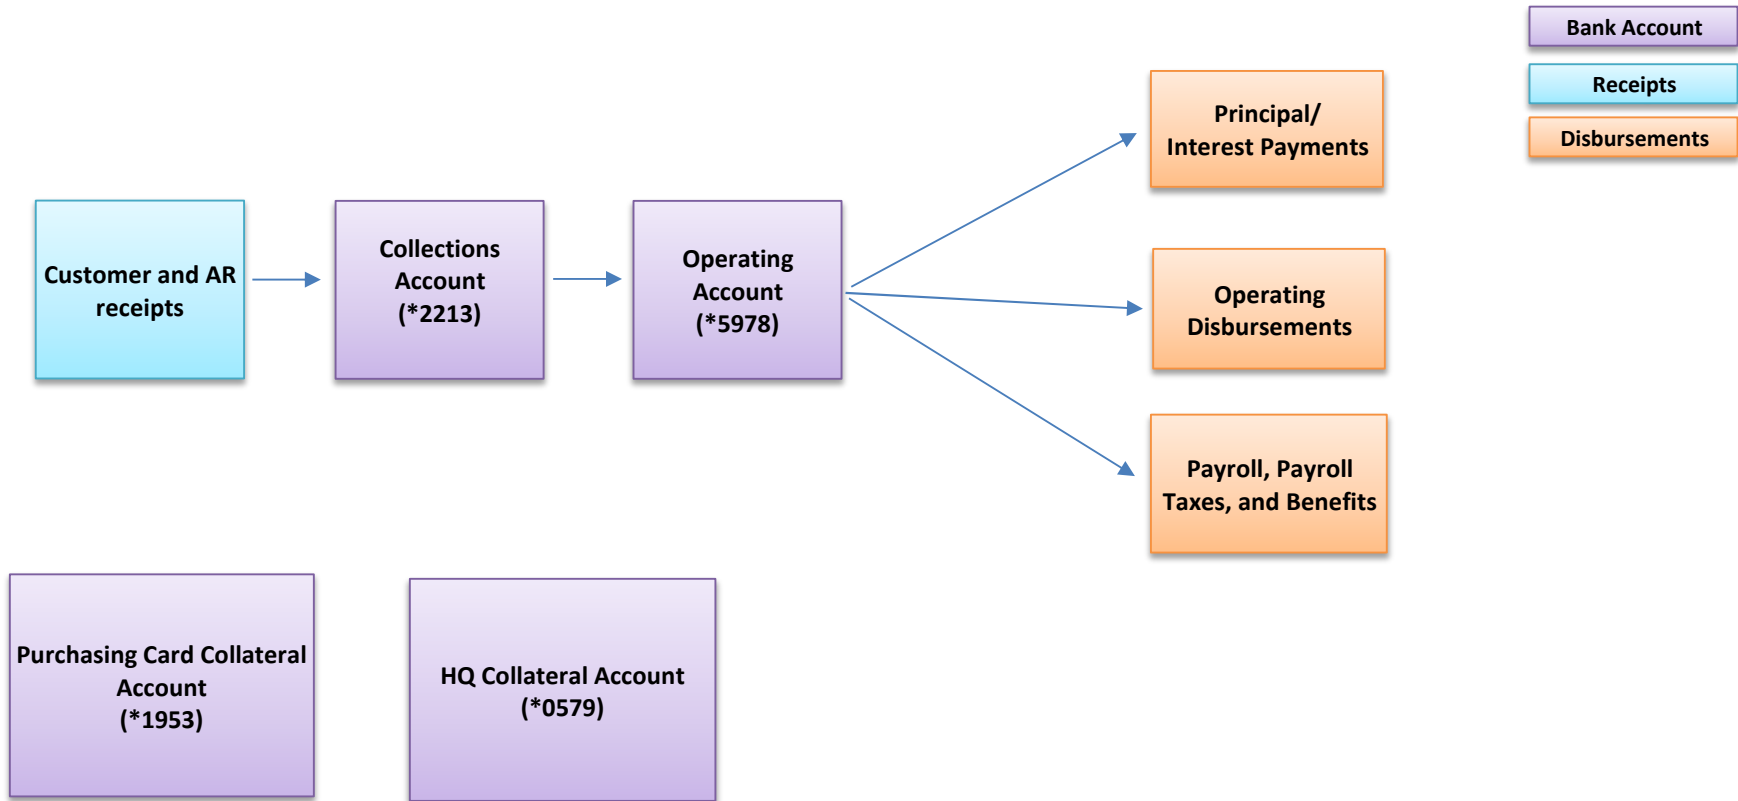 Bank Account
Receipts
Disbursements
Principal/
Interest Payments
Customer and AR
receipts
Collections
Account
(*2213)
Operating
Account
(*5978)
Operating
Disbursements
Payroll, Payroll
Taxes, and Benefits
Purchasing Card Collateral
Account
(*1953)
HQ Collateral Account
(*0579)